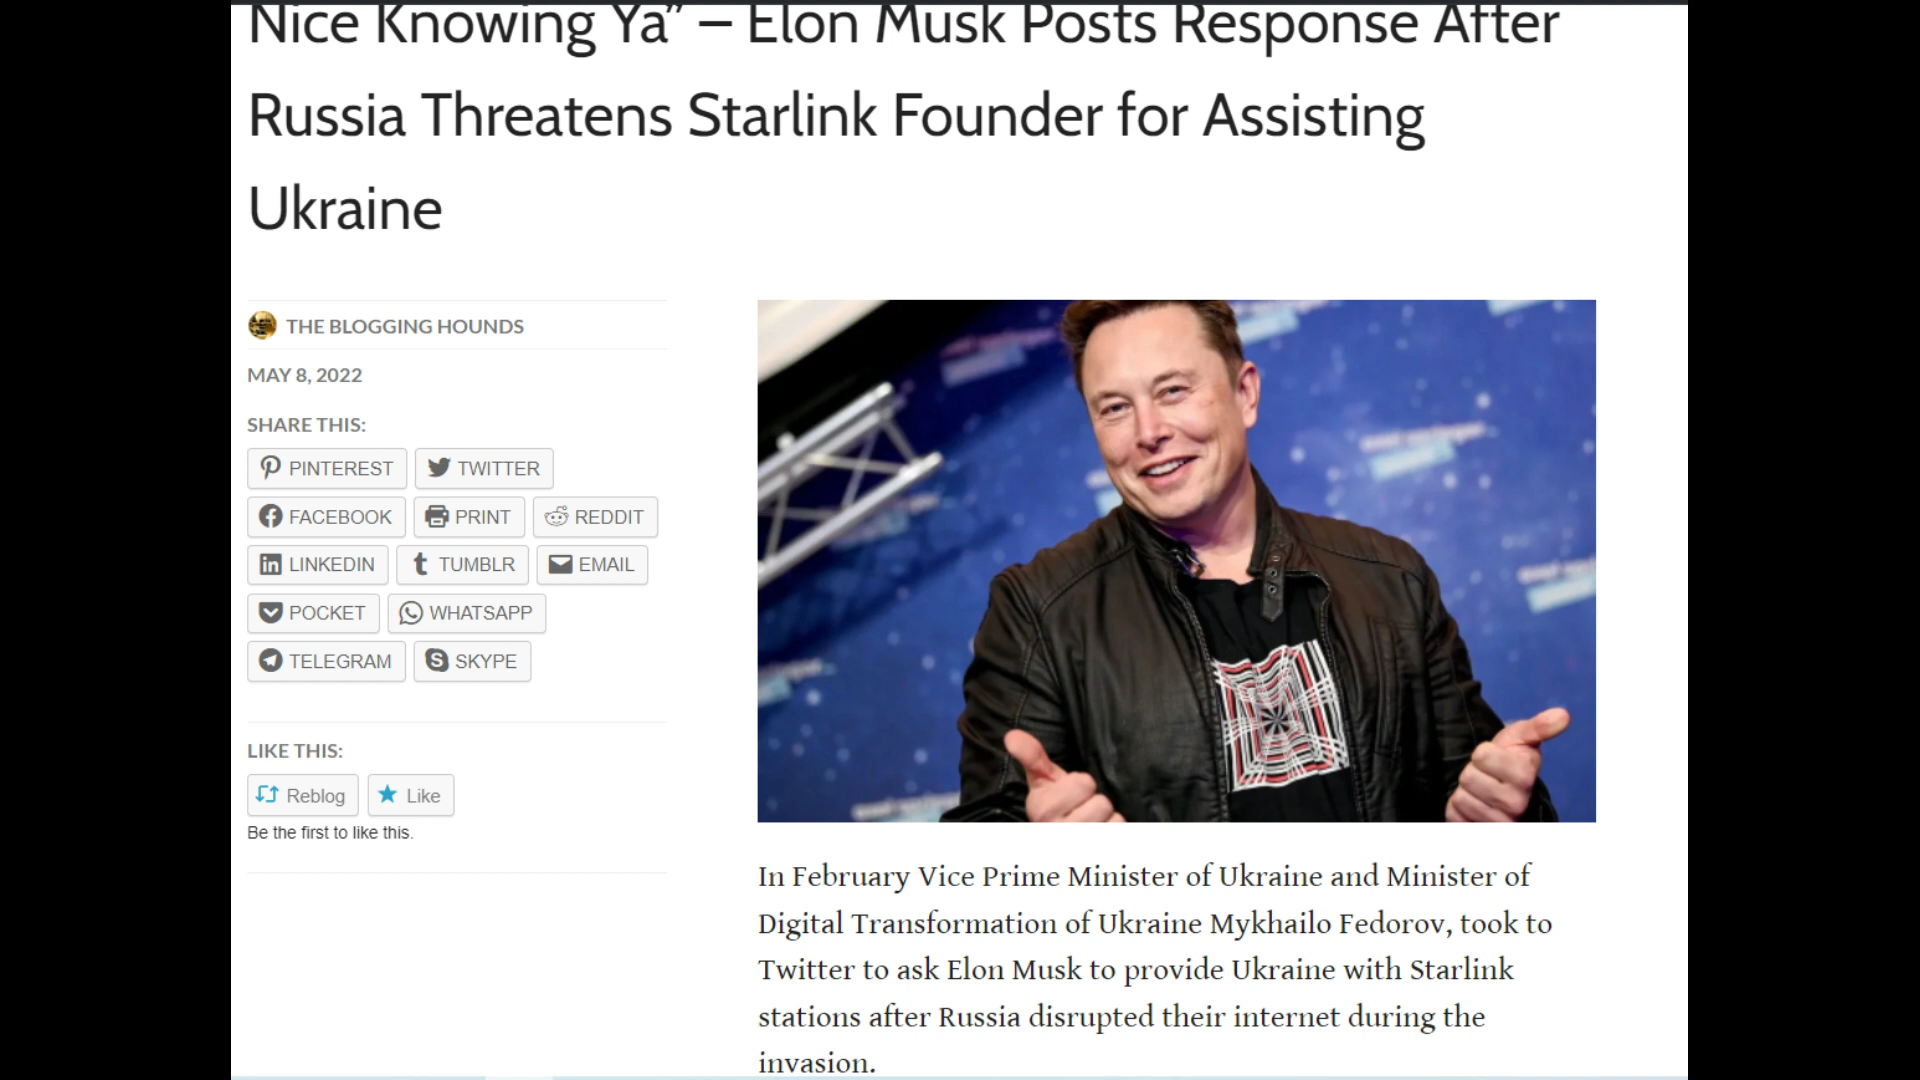 Nice Knowing Ya” – Elon Musk Posts Response After
Russia Threatens Starlink Founder for Assisting
Ukraine
THE BLOGGING HOUNDS
MAY 8, 2022
SHARE THIS:
PINTEREST TWITTER
FACEBOOK PRINT REDDIT
LINKEDIN TUMBLR EMAIL
POCKET WHATSAPP
TELEGRAM SKYPE
LIKE THIS:
Reblog Like
Be the first to like this.
In February Vice Prime Minister of Ukraine and Minister of
Digital Transformation of Ukraine Mykhailo Fedorov, took to
Twitter to ask Elon Musk to provide Ukraine with Starlink
stations after Russia disrupted their internet during the
invasion.